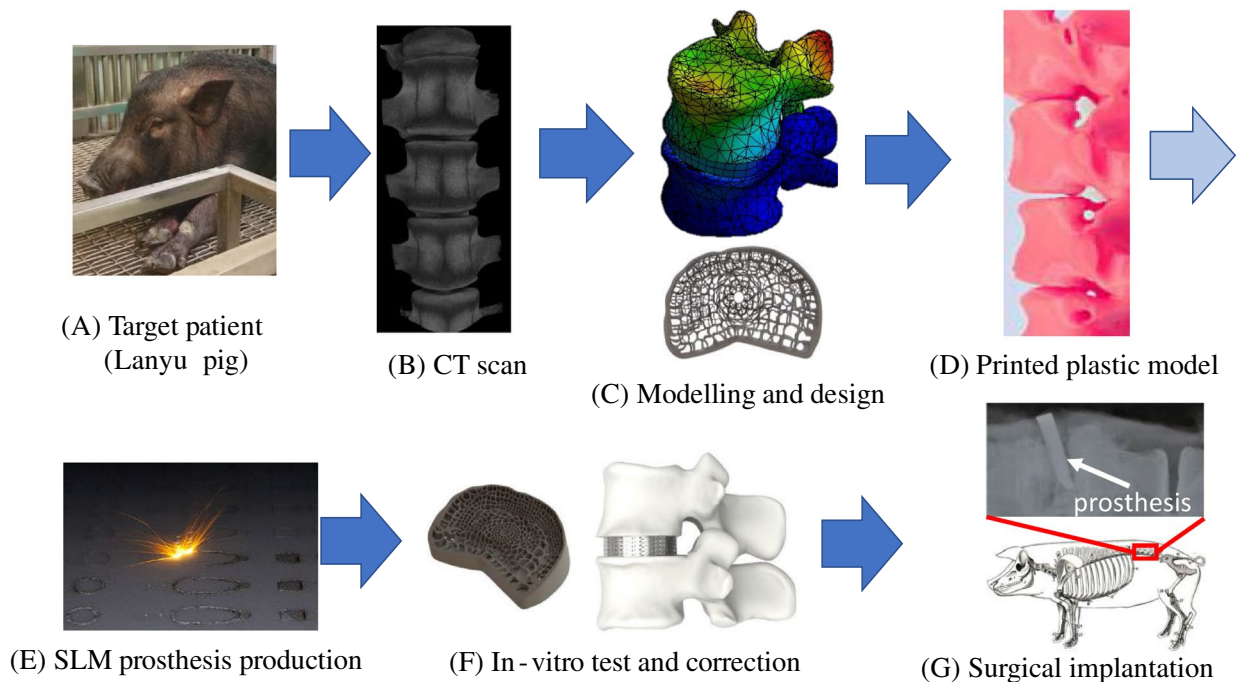 (A) Target patient
(Lanyu pig)
(B) CT scan
(C) Modelling and design
(D) Printed plastic model
prosthesis
(E) SLM prosthesis production
(F) In-vitro test and correction
(G) Surgical implantation